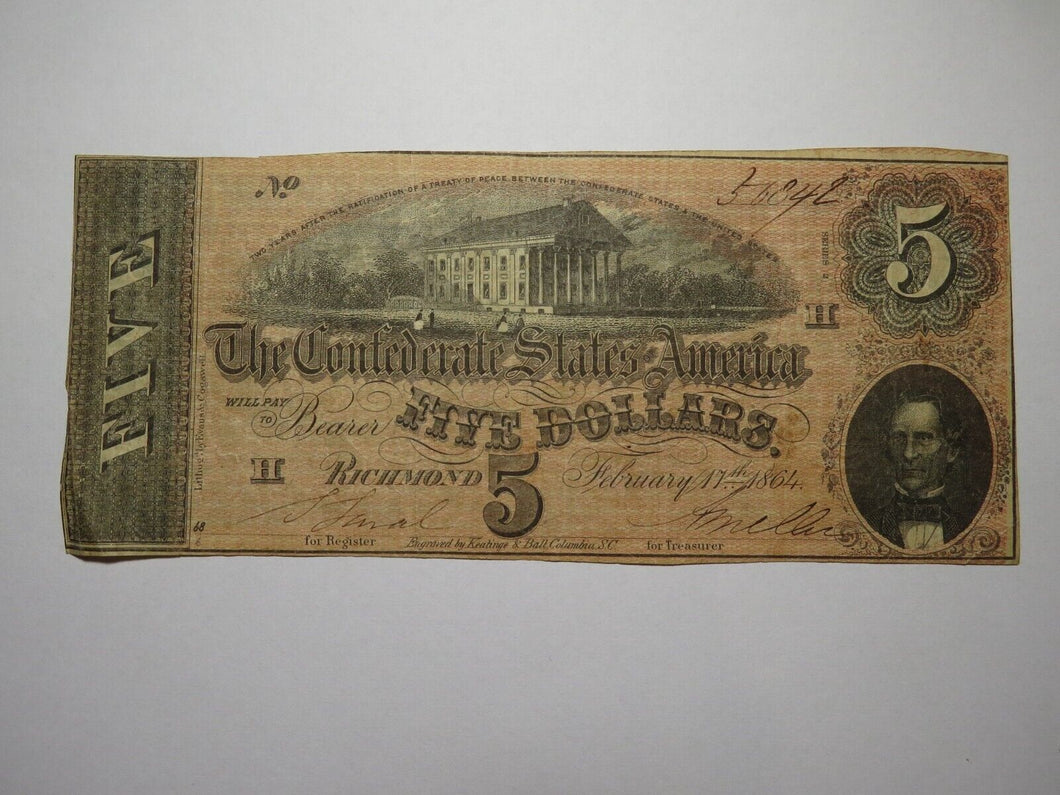 No 56342
TWO YEARS AFTER THE RATIFICATION OF A TREATY OF PEACE BETWEEN THE CONFEDERATE STATES & THE UNITED STATES
5
FIVE
H
The Confederate States of America
WILL PAY
TO Bearer FIVE DOLLARS.
H RICHMOND 5 February 17th 1864.
68
for Register Engraved by Keatinge & Ball, Columbia, S.C. for Treasurer